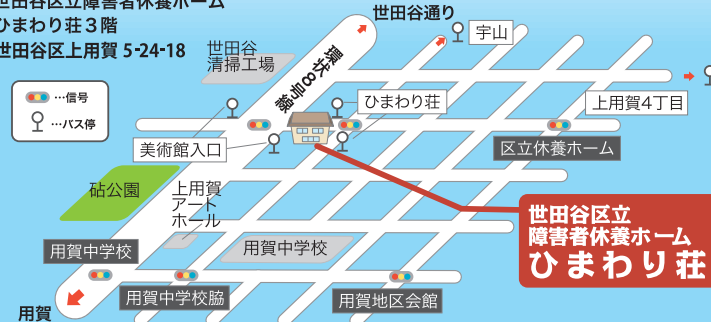 世田谷区立障害者休養ホーム
ひまわり荘3階
世田谷区上用賀 5-24-18
世田谷通り
宇山
世田谷
清掃工場
環状8号線
…信号
…バス停
ひまわり荘
上用賀4丁目
美術館入口
区立休養ホーム
砧公園
上用賀
アート
ホール
世田谷区立
障害者休養ホーム
ひまわり荘
用賀中学校
用賀中学校
用賀中学校脇
用賀地区会館
用賀